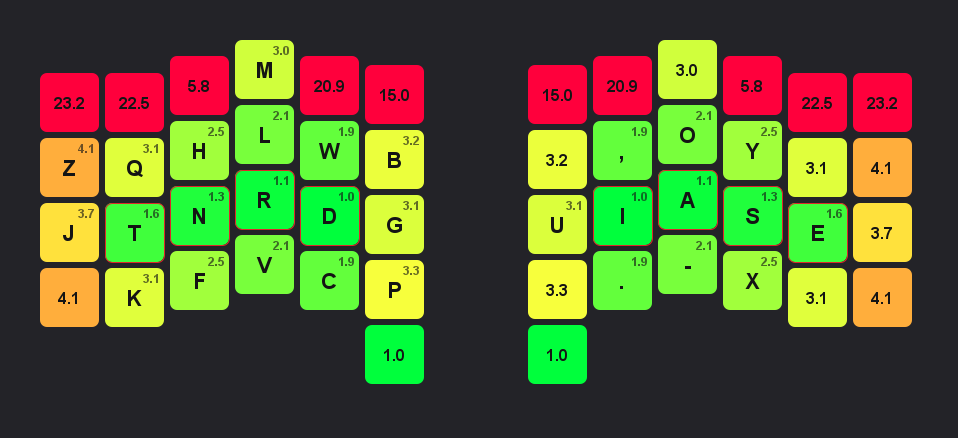 23.2 22.5 5.8 M 3.0 20.9 15.0 15.0 20.9 3.0 5.8 22.5 23.2
Z 4.1 Q 3.1 H 2.5 L 2.1 W 1.9 B 3.2 3.2 , 1.9 O 2.1 Y 2.5 3.1 4.1
J 3.7 T 1.6 N 1.3 R 1.1 D 1.0 G 3.1 U 3.1 I 1.0 A 1.1 S 1.3 E 1.6 3.7
4.1 K 3.1 F 2.5 V 2.1 C 1.9 P 3.3 3.3 . 1.9 - 2.1 X 2.5 3.1 4.1
1.0 1.0